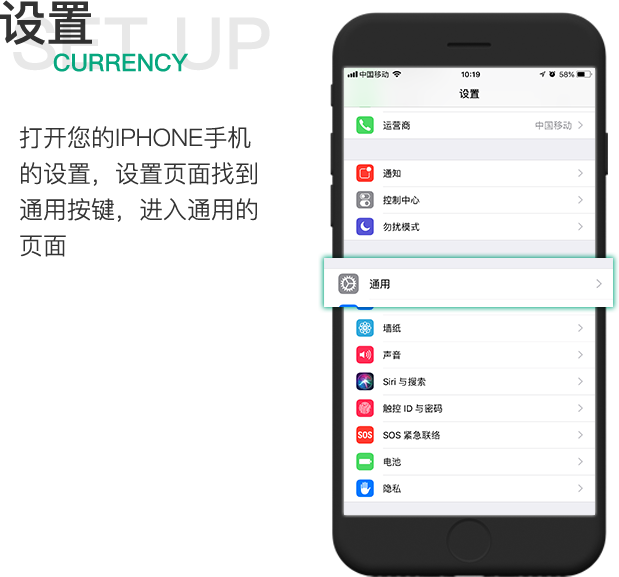 设置
SET UP
CURRENCY
打开您的IPHONE手机
的设置，设置页面找到
通用按键，进入通用的
页面
中国移动
10:19
58%
设置
运营商
中国移动
通知
控制中心
勿扰模式
通用
墙纸
声音
Siri 与搜索
触控 ID 与密码
SOS
SOS 紧急联络
电池
隐私